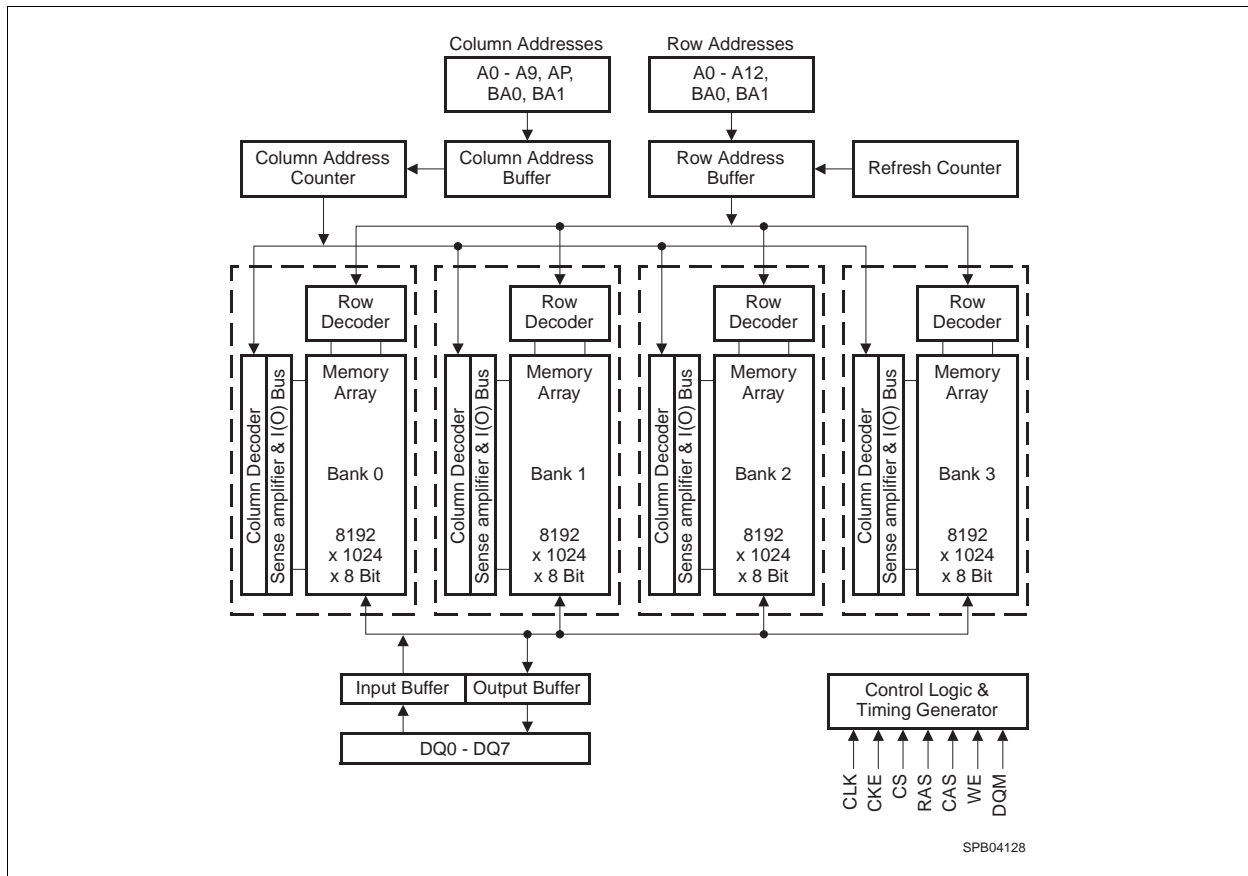 Column Addresses
Row Addresses
A0 - A9, AP,
BA0, BA1
A0 - A12,
BA0, BA1
Column Address
Counter
Column Address
Buffer
Row Address
Buffer
Refresh Counter
Row
Decoder
Row
Decoder
Row
Decoder
Row
Decoder
Column Decoder
Sense amplifier & I(O) Bus
Memory
Array
Bank 0
8192
x 1024
x 8 Bit
Column Decoder
Sense amplifier & I(O) Bus
Memory
Array
Bank 1
8192
x 1024
x 8 Bit
Column Decoder
Sense amplifier & I(O) Bus
Memory
Array
Bank 2
8192
x 1024
x 8 Bit
Column Decoder
Sense amplifier & I(O) Bus
Memory
Array
Bank 3
8192
x 1024
x 8 Bit
Input Buffer
Output Buffer
DQ0 - DQ7
Control Logic &
Timing Generator
CLK
CKE
CS
RAS
CAS
WE
DQM
SPB04128